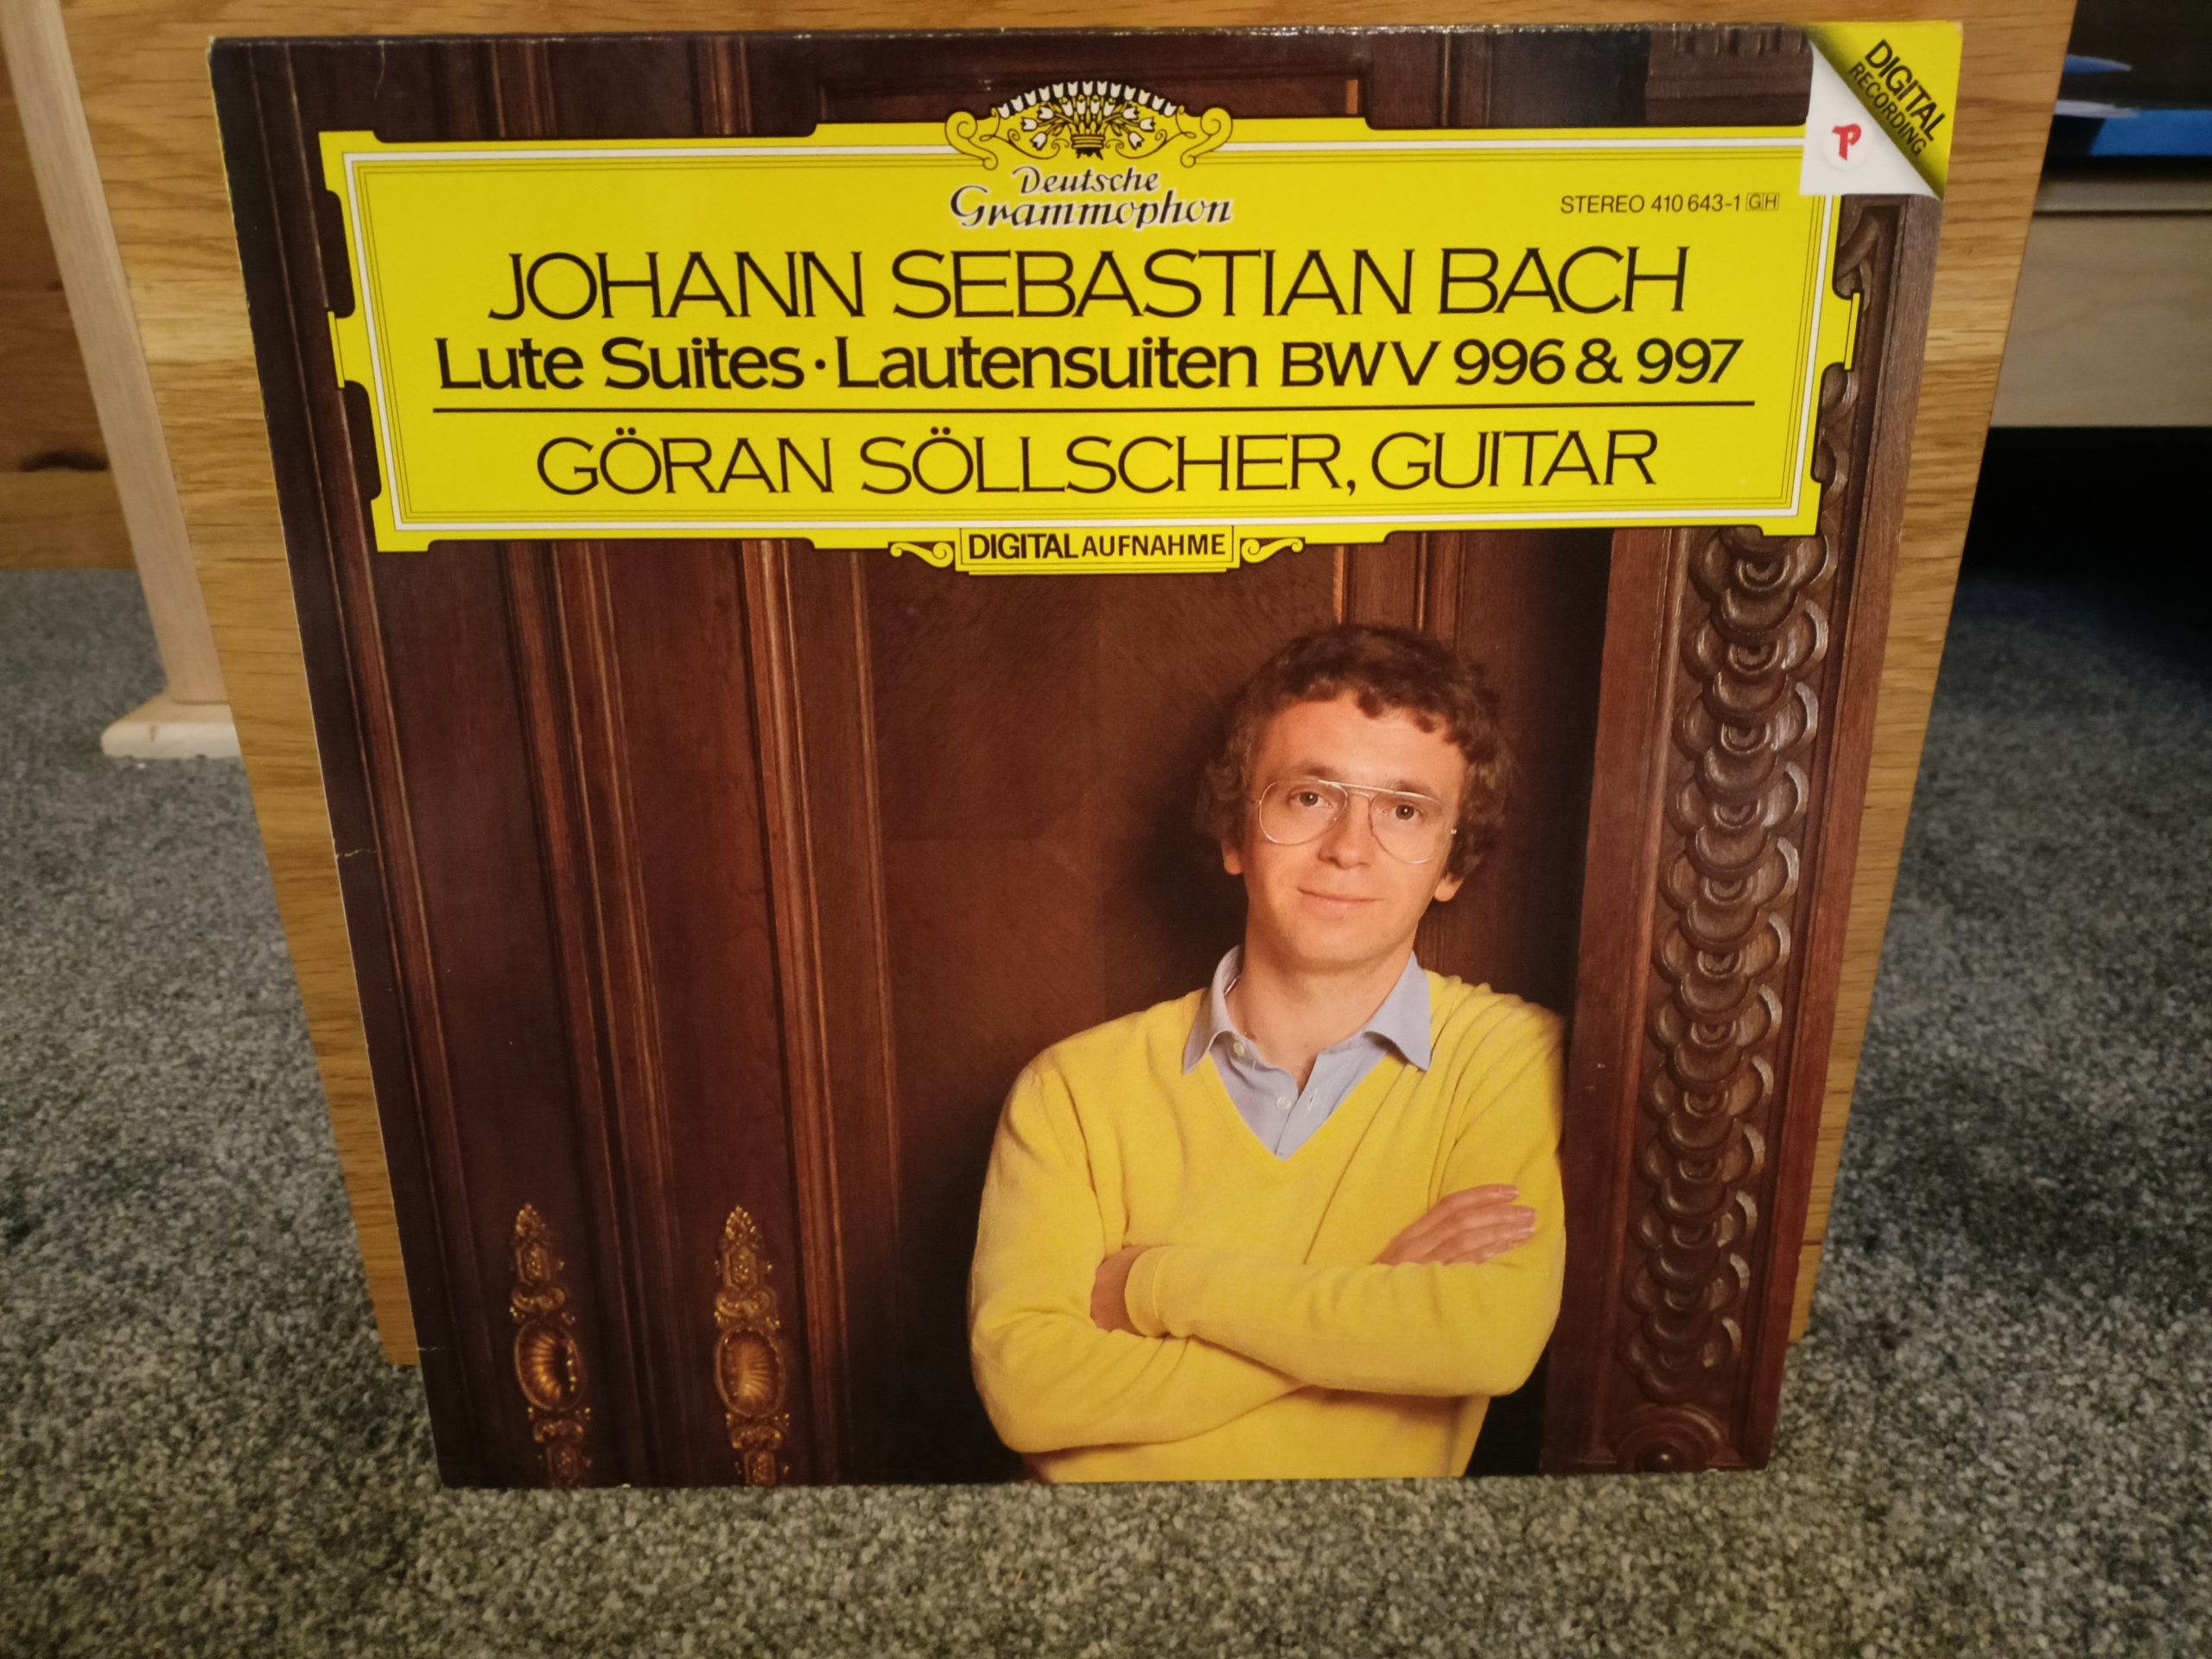 DIGITAL
RECORDING
P
Deutsche
Grammophon
STEREO 410 643-1 GH
JOHANN SEBASTIAN BACH
Lute Suites · Lautensuiten BWV 996 & 997
GÖRAN SÖLLSCHER, GUITAR
DIGITAL AUFNAHME